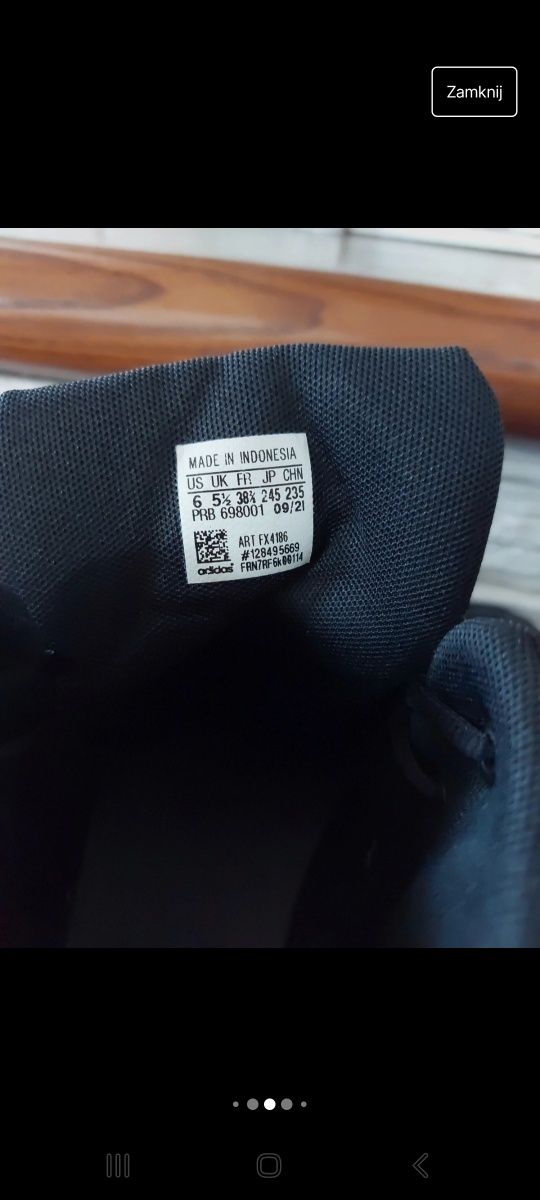 Zamknij
MADE IN INDONESIA
US UK FR JP CHN
6 5½ 38⅔ 245 235
PRB 698001 09/21
ART FX4186
#128495669
adidas FRN7RF6k00114